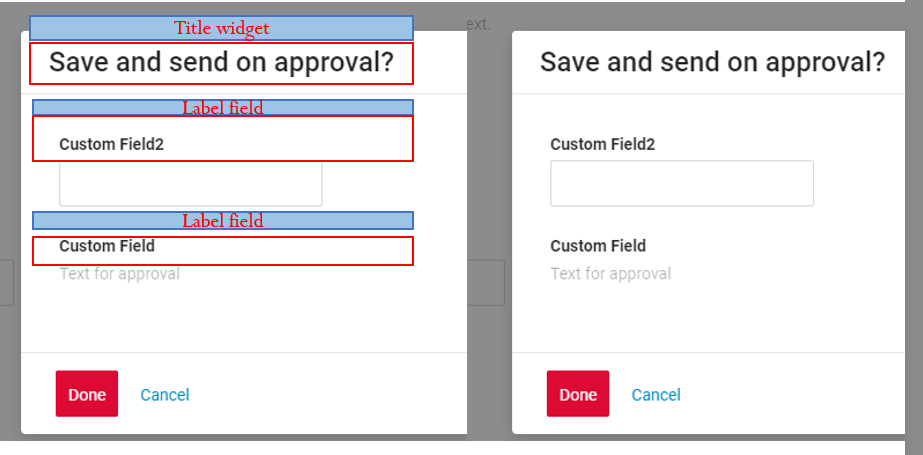 Title widget
Save and send on approval?
Label field
Custom Field2
Label field
Custom Field
Text for approval
Done Cancel
ext.
Save and send on approval?
Custom Field2
Custom Field
Text for approval
Done Cancel